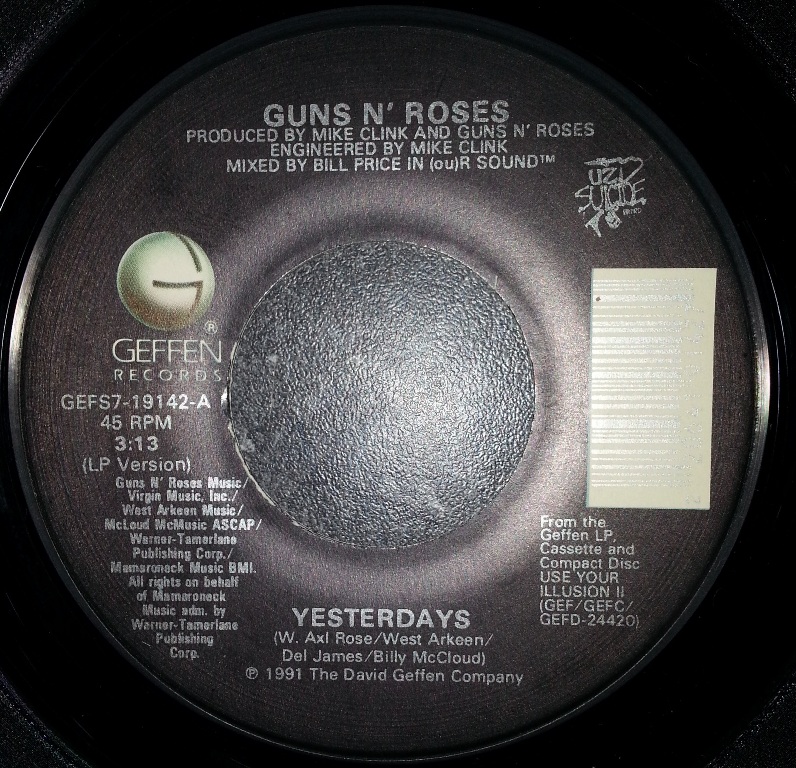 GUNS N' ROSES
PRODUCED BY MIKE CLINK AND GUNS N' ROSES
ENGINEERED BY MIKE CLINK
MIXED BY BILL PRICE IN (ou)R SOUND™
UZI
SUICIDE
G
®
GEFFEN
RECORDS
GEFS7-19142-A
45 RPM
3:13
(LP Version)
Guns N' Roses Music/
Virgin Music, Inc./
West Arkeen Music/
McLoud McMusic ASCAP/
Warner-Tamerlane
Publishing Corp./
Mamaroneck Music BMI.
All rights on behalf
of Mamaroneck
Music adm. by
Warner-Tamerlane
Publishing
Corp.
From the
Geffen LP,
Cassette and
Compact Disc
USE YOUR
ILLUSION II
(GEF/GEFC/
GEFD-24420)
YESTERDAYS
(W. Axl Rose/West Arkeen/
Del James/Billy McCloud)
℗ 1991 The David Geffen Company